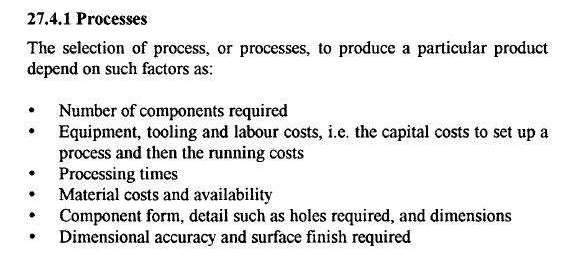 27.4.1 Processes
The selection of process, or processes, to produce a particular product
depend on such factors as:
• Number of components required
• Equipment, tooling and labour costs, i.e. the capital costs to set up a
process and then the running costs
• Processing times
• Material costs and availability
• Component form, detail such as holes required, and dimensions
• Dimensional accuracy and surface finish required